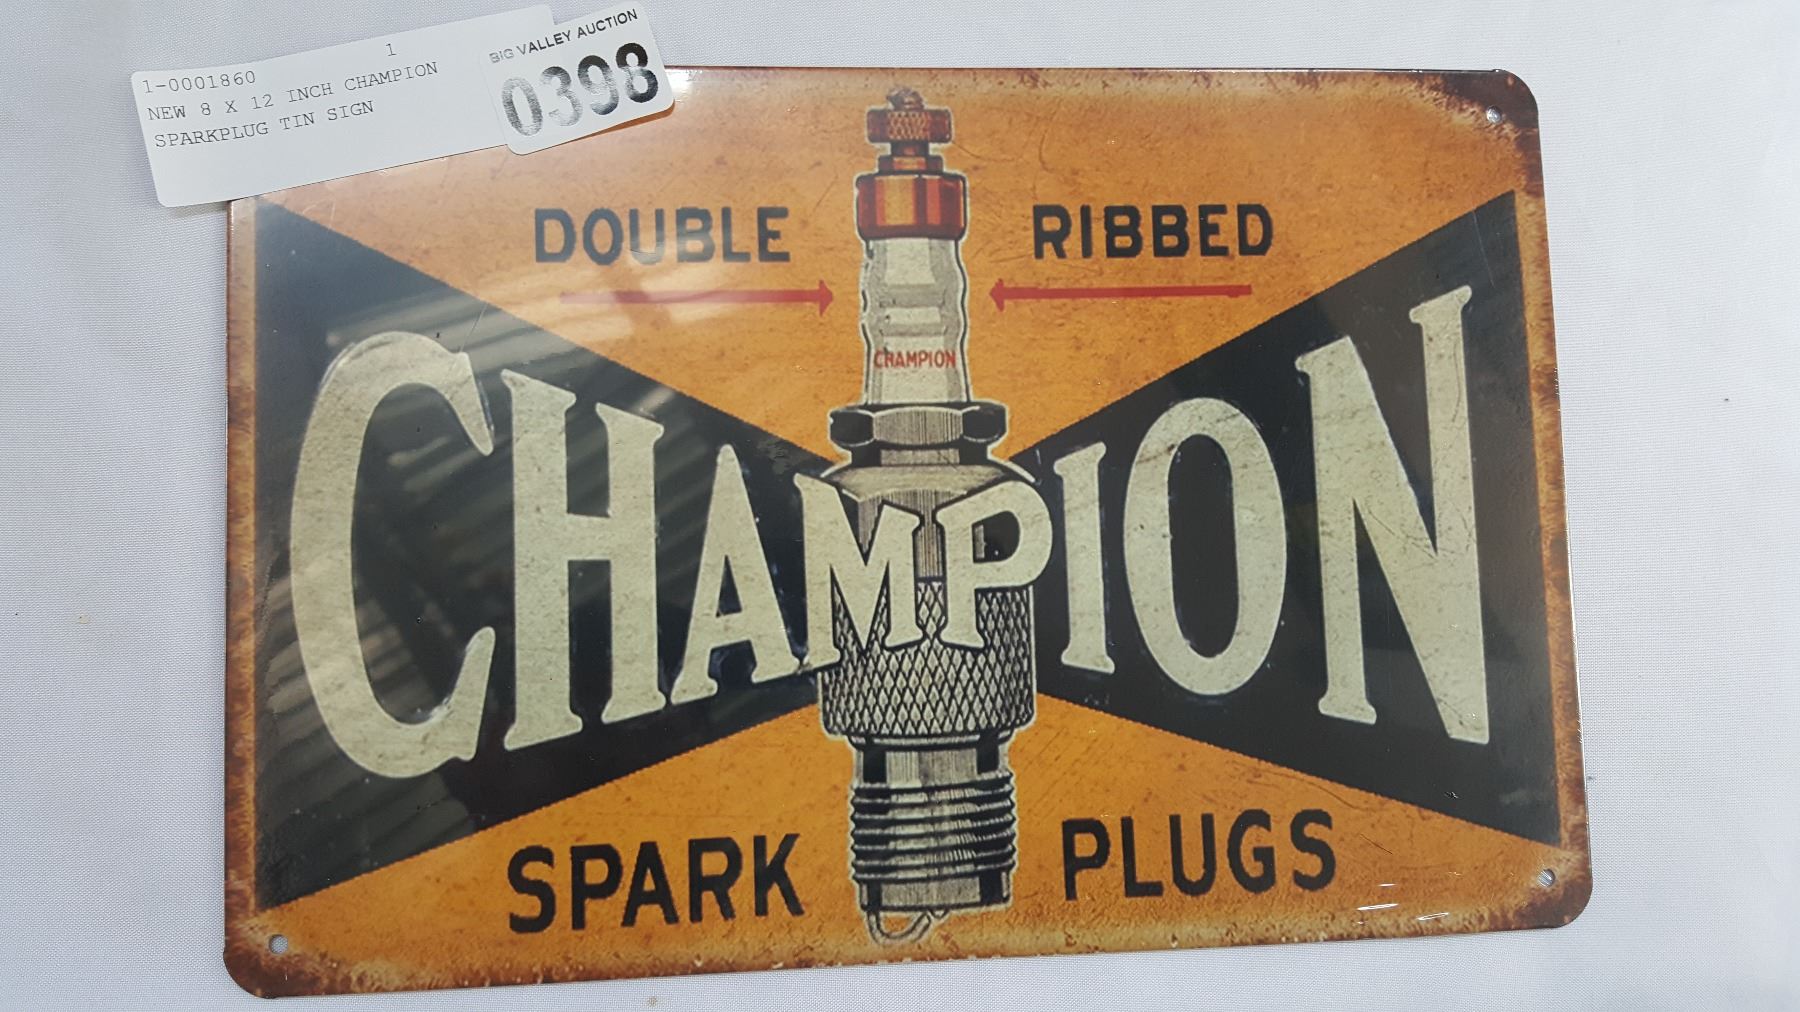 1
1-0001860
NEW 8 X 12 INCH CHAMPION
SPARKPLUG TIN SIGN
BIG VALLEY AUCTION
0398
DOUBLE RIBBED
CHAMPION
CHAMPION
SPARK PLUGS